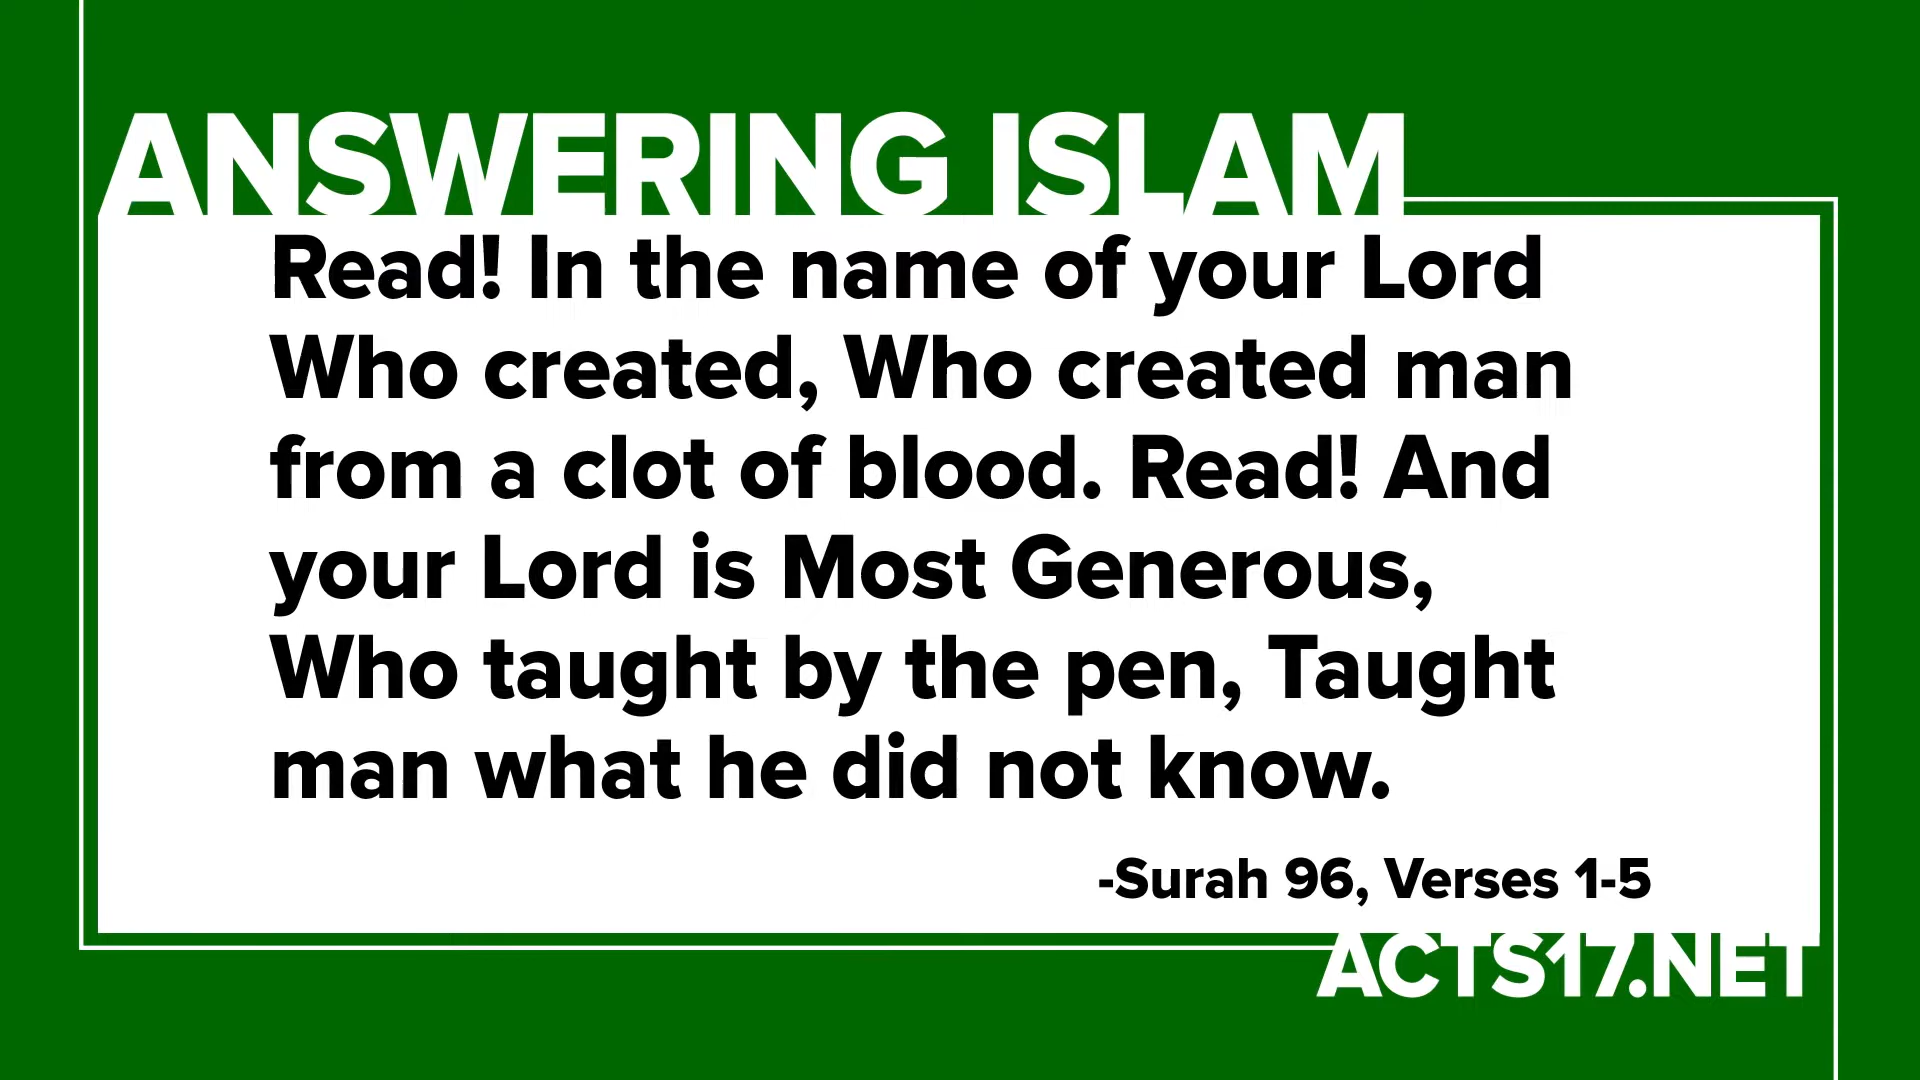 ANSWERING ISLAM
Read! In the name of your Lord
Who created, Who created man
from a clot of blood. Read! And
your Lord is Most Generous,
Who taught by the pen, Taught
man what he did not know.
-Surah 96, Verses 1-5
ACTS17.NET